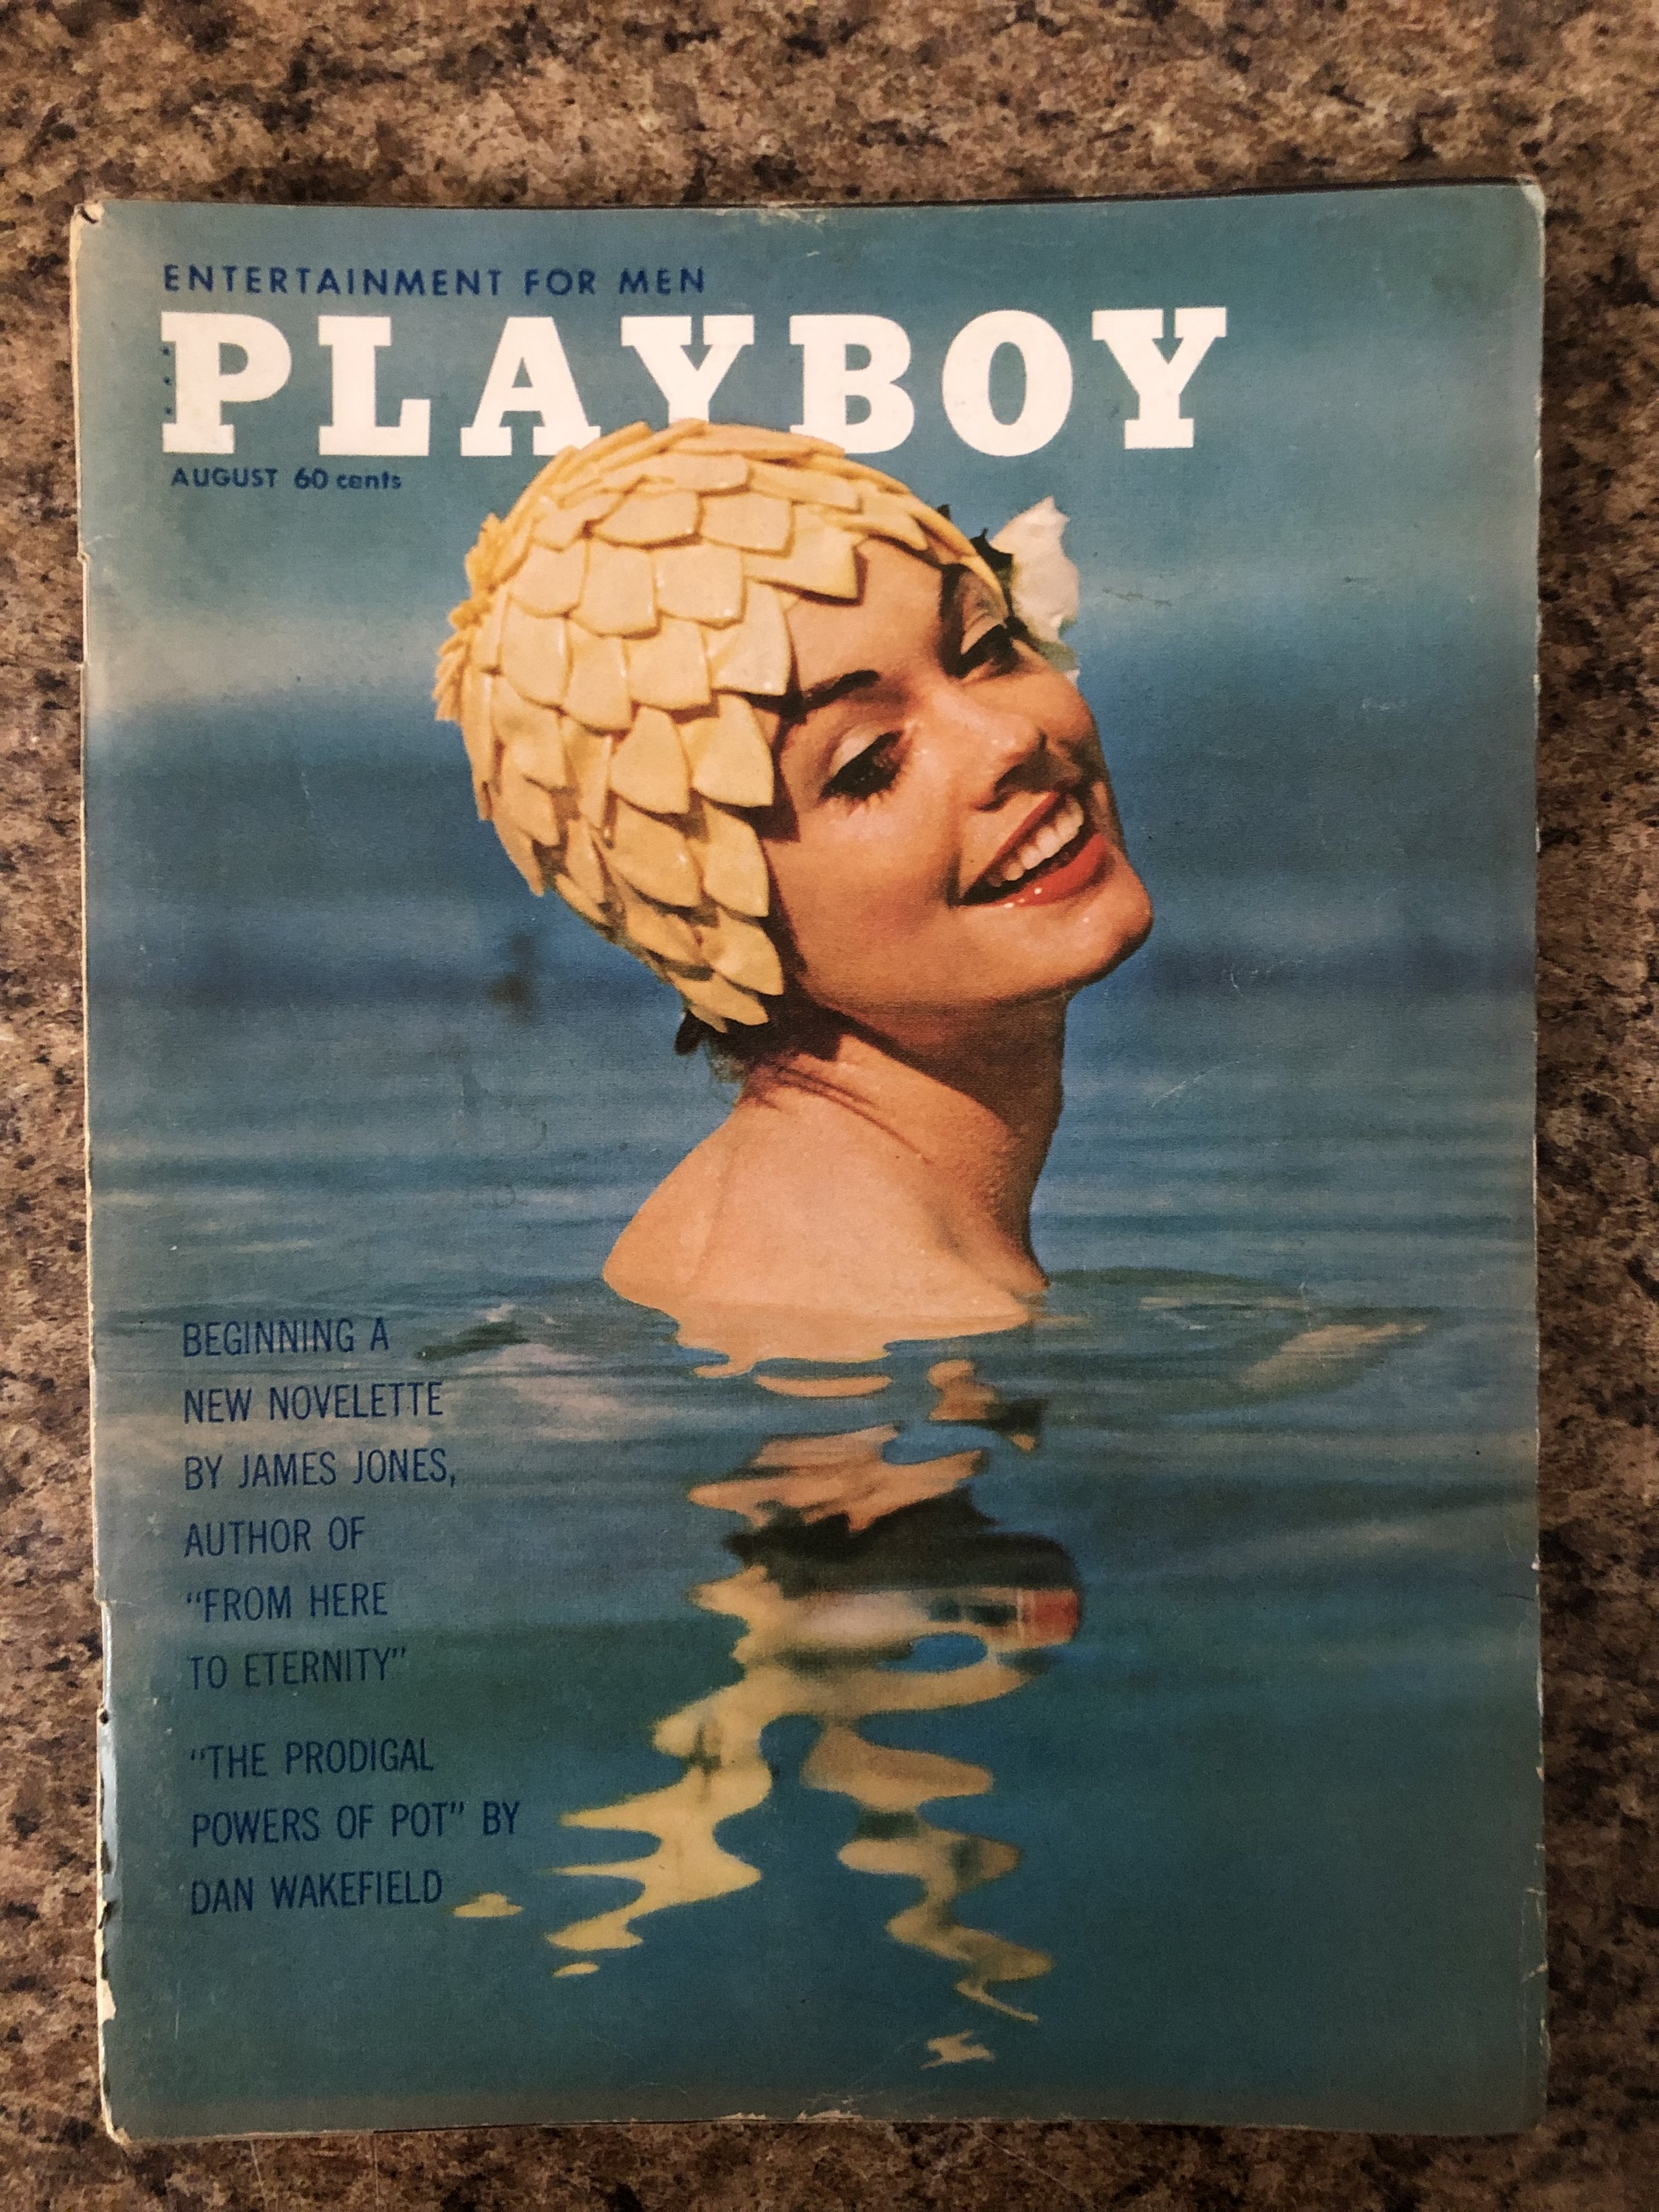 ENTERTAINMENT FOR MEN
PLAYBOY
AUGUST 60 cents
BEGINNING A
NEW NOVELETTE
BY JAMES JONES,
AUTHOR OF
“FROM HERE
TO ETERNITY”
“THE PRODIGAL
POWERS OF POT” BY
DAN WAKEFIELD